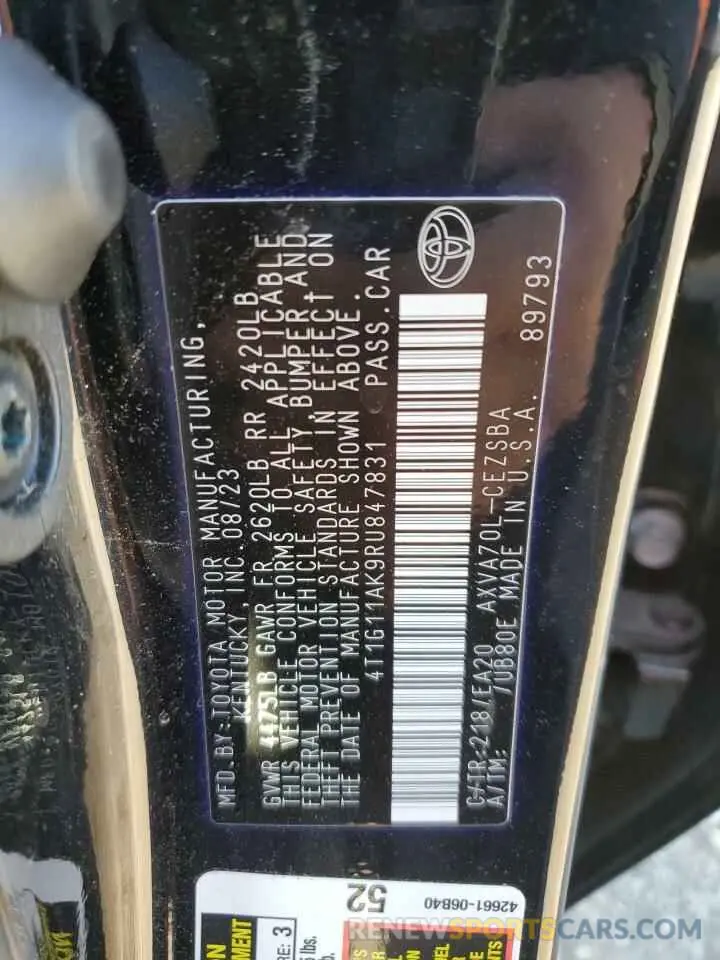 MFD.BY:TOYOTA MOTOR MANUFACTURING,
KENTUCKY, INC. 08/23
GVWR 4475LB GAWR FR 2620LB RR 2420LB
THIS VEHICLE CONFORMS TO ALL APPLICABLE
FEDERAL MOTOR VEHICLE SAFETY, BUMPER, AND
THEFT PREVENTION STANDARDS IN EFFECT ON
THE DATE OF MANUFACTURE SHOWN ABOVE.
4T1G11AK9RU847831 PASS.CAR
C/TR:218/EA20 AXVA70L-CEZSBA
A/TM: /UB80E MADE IN U.S.A. 89793
52
42661-06B40
3
lbs.
RENEWSPORTSCARS.COM